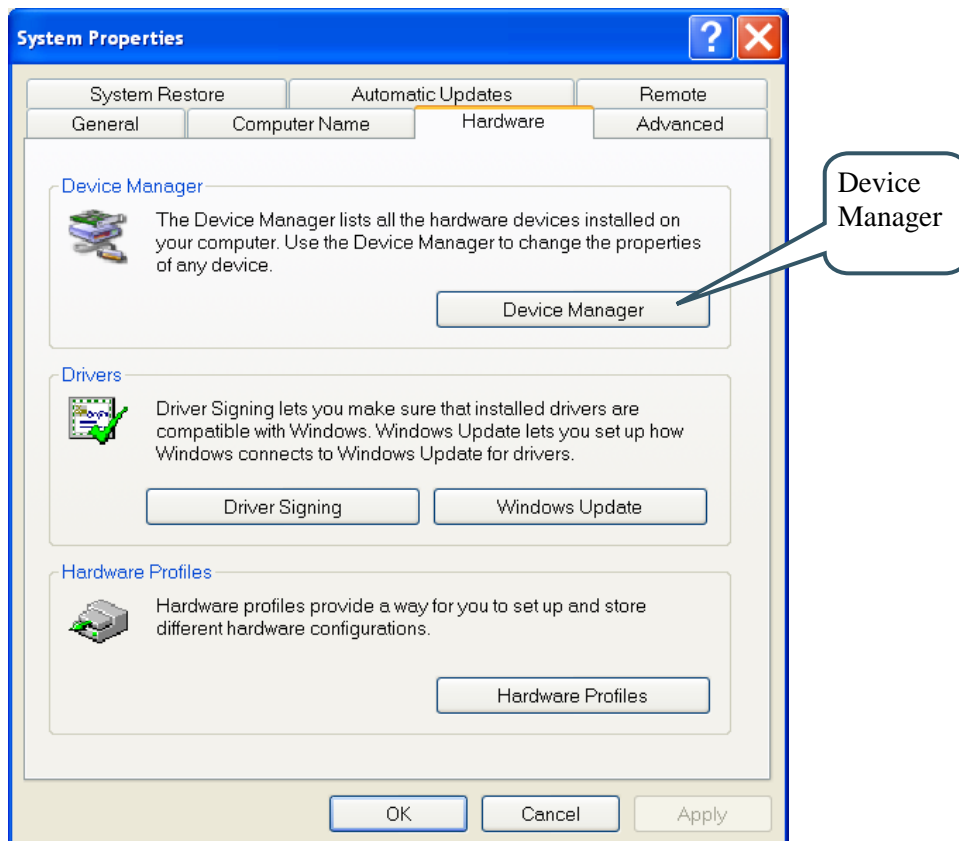 System Properties
System Restore Automatic Updates Remote
General Computer Name Hardware Advanced
Device Manager
The Device Manager lists all the hardware devices installed on
your computer. Use the Device Manager to change the properties
of any device.
Device Manager
Device
Manager
Drivers
Driver Signing lets you make sure that installed drivers are
compatible with Windows. Windows Update lets you set up how
Windows connects to Windows Update for drivers.
Driver Signing Windows Update
Hardware Profiles
Hardware profiles provide a way for you to set up and store
different hardware configurations.
Hardware Profiles
OK Cancel Apply